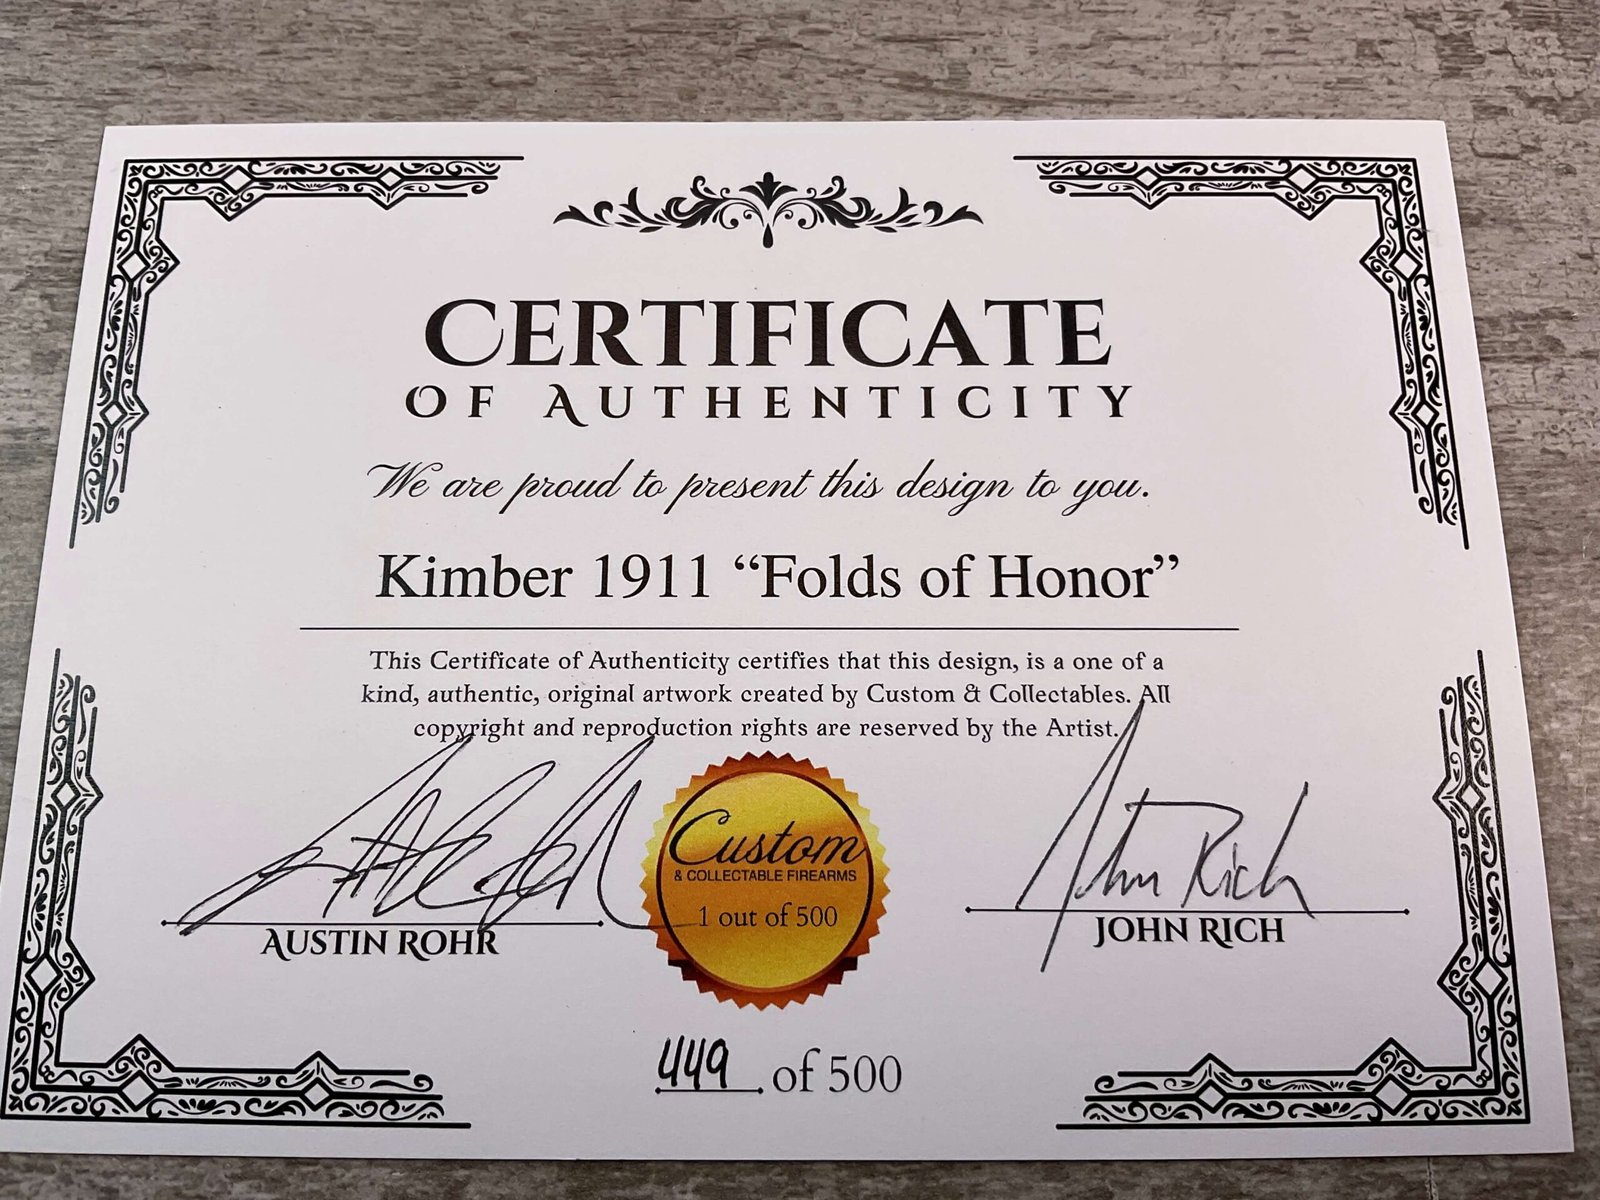 CERTIFICATE
OF AUTHENTICITY
We are proud to present this design to you.
Kimber 1911 “Folds of Honor”
This Certificate of Authenticity certifies that this design, is a one of a
kind, authentic, original artwork created by Custom & Collectables. All
copyright and reproduction rights are reserved by the Artist.
Custom
& COLLECTABLE FIREARMS
1 out of 500
John Rich
AUSTIN ROHR
JOHN RICH
449 of 500